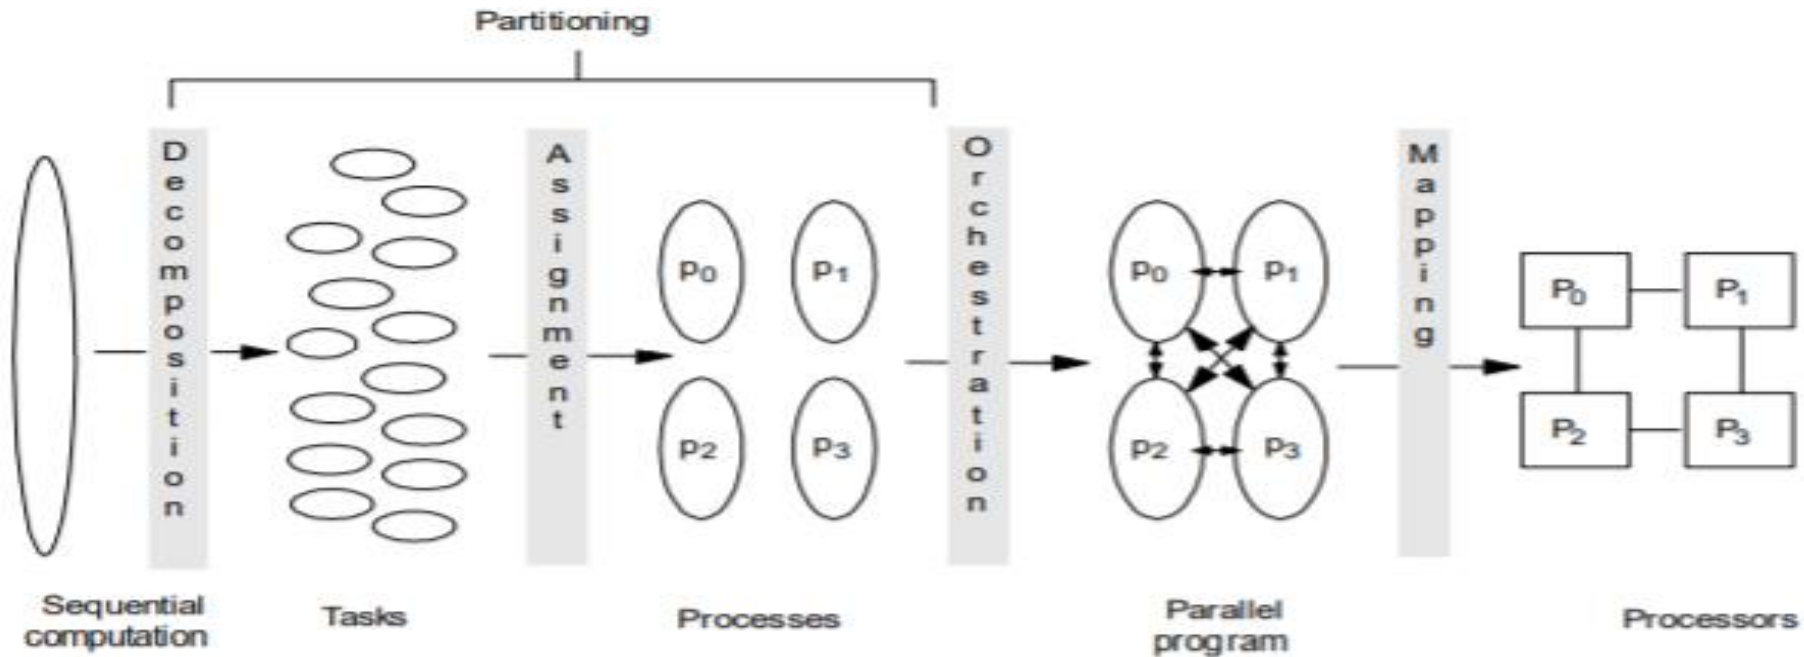 Partitioning
Decomposition
Assignment
Orchestration
Mapping
P0
P1
P2
P3
P0
P1
P2
P3
P0
P1
P2
P3
Sequential
computation
Tasks
Processes
Parallel
program
Processors